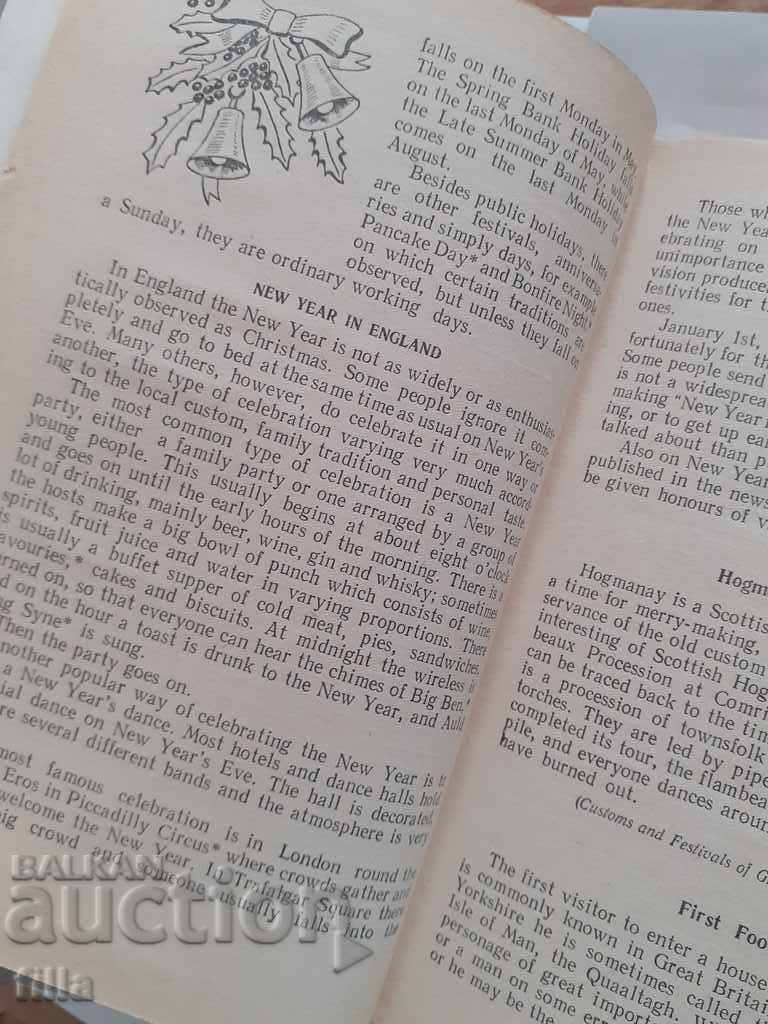 falls on the first Monday in May.
The Spring Bank Holiday falls
on the last Monday of May, while
the Late Summer Bank Holiday
comes on the last Monday in
August.
Besides public holidays, there
are other festivals, anniverse
ries and simply days, for example
Pancake Day* and Bonfire Night,*
on which certain traditions are
observed, but unless they fall on
a Sunday, they are ordinary working days.
NEW YEAR IN ENGLAND
In England the New Year is not as widely or as enthusias-
tically observed as Christmas. Some people ignore it com-
pletely and go to bed at the same time as usual on New Year's
Eve. Many others, however, do celebrate it in one way or
another, the type of celebration varying very much accord-
ing to the local custom, family tradition and personal taste.
The most common type of celebration is a New Year
party, either a family party or one arranged by a group of
young people. This usually begins at about eight o'clock
and goes on until the early hours of the morning. There is a
lot of drinking, mainly beer, wine, gin and whisky; sometimes
the hosts make a big bowl of punch which consists of wine,
spirits, fruit juice and water in varying proportions. There
is usually a buffet supper of cold meat, pies, sandwiches,
avouries,* cakes and biscuits. At midnight the wireless is
urned on, so that everyone can hear the chimes of Big Ben,*
d on the hour a toast is drunk to the New Year, and Auld
g Syne* is sung.
Then the party goes on.
nother popular way of celebrating the New Year is to
a New Year's dance. Most hotels and dance halls hold
ial dance on New Year's Eve. The hall is decorated,
re several different bands and the atmosphere is very
most famous celebration is in London round the
Eros in Piccadilly Circus* where crowds gather and
welcome the New Year. In Trafalgar Square there
big crowd and someone usually falls into the
Those wh
the New Year
ebrating on
unimportance
vision producer
festivities for th
ones.
January 1st,
fortunately for th
Some people send
is not a widespread
making "New Year
ing, or to get up ear
talked about than p
Also on New Year
published in the news
be given honours of v
Hogm
Hogmanay is a Scottis
a time for merry-making,
servance of the old custom
interesting of Scottish Hog
beaux Procession at Comri
can be traced back to the tim
is a procession of townsfolk
torches. They are led by pipe
completed its tour, the flambea
pile, and everyone dances aroun
have burned out.
(Customs and Festivals of G
First Foo
The first visitor to enter a house
is commonly known in Great Britai
Yorkshire he is sometimes called th
Isle of Man, the Quaaltagh.
personage of great import
or a man on some err
or he may be the
BALKAN
auction
filla